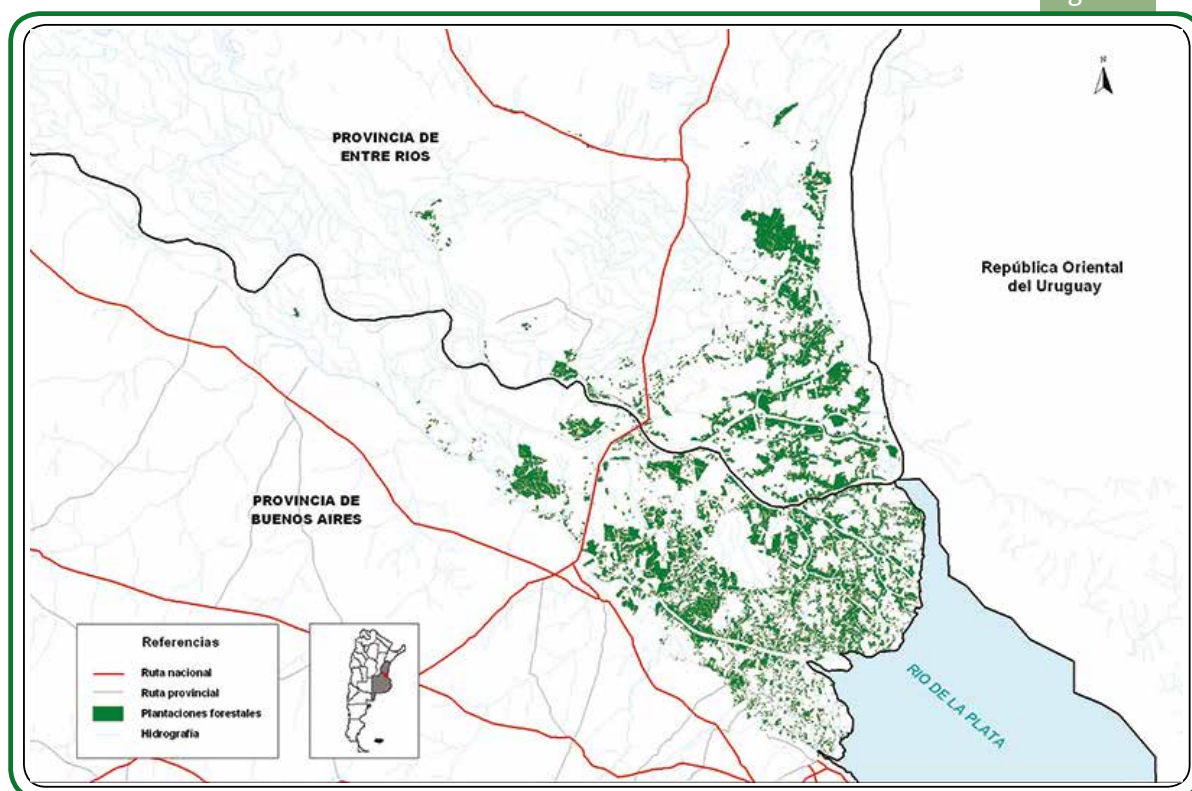 N
PROVINCIA DE
ENTRE RIOS
República Oriental
del Uruguay
PROVINCIA DE
BUENOS AIRES
Referencias
Ruta nacional
Ruta provincial
Plantaciones forestales
Hidrografía
RIO DE LA PLATA